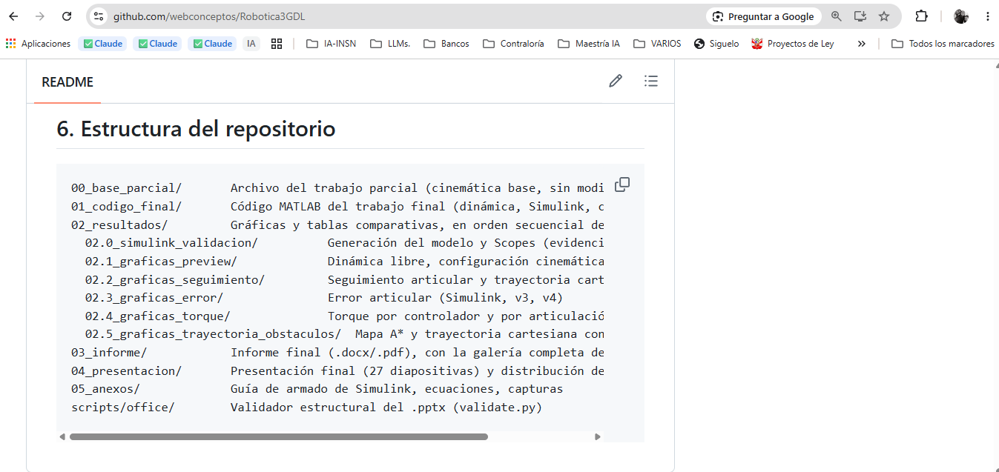 github.com/webconceptos/Robotica3GDL
Preguntar a Google
Aplicaciones Claude Claude Claude IA IA-INSN LLMs. Bancos Contraloría Maestría IA VARIOS Síguelo Proyectos de Ley » Todos los marcadores
README
6. Estructura del repositorio
00_base_parcial/ Archivo del trabajo parcial (cinemática base, sin modi
01_codigo_final/ Código MATLAB del trabajo final (dinámica, Simulink, c
02_resultados/ Gráficas y tablas comparativas, en orden secuencial de
02.0_simulink_validacion/ Generación del modelo y Scopes (evidenci
02.1_graficas_preview/ Dinámica libre, configuración cinemática
02.2_graficas_seguimiento/ Seguimiento articular y trayectoria cart
02.3_graficas_error/ Error articular (Simulink, v3, v4)
02.4_graficas_torque/ Torque por controlador y por articulació
02.5_graficas_trayectoria_obstaculos/ Mapa A* y trayectoria cartesiana con
03_informe/ Informe final (.docx/.pdf), con la galería completa de
04_presentacion/ Presentación final (27 diapositivas) y distribución de
05_anexos/ Guía de armado de Simulink, ecuaciones, capturas
scripts/office/ Validador estructural del .pptx (validate.py)